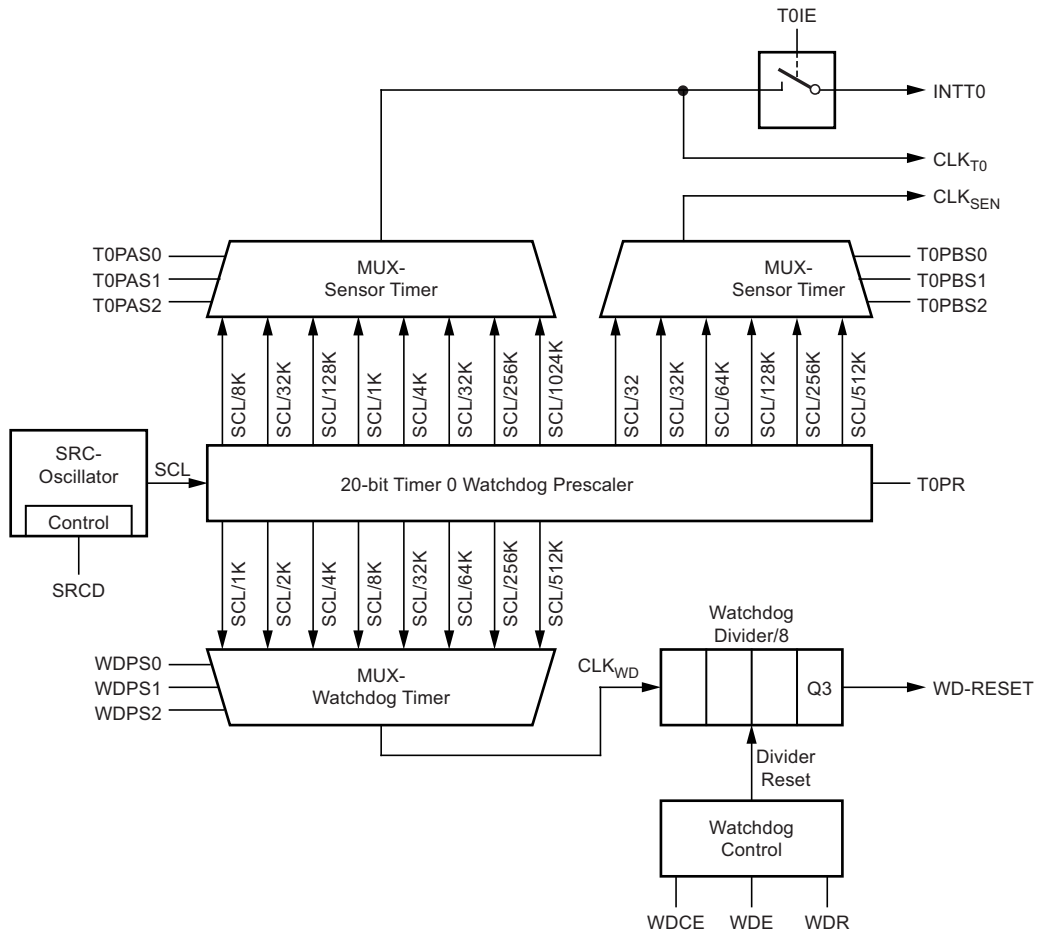 T0IE
INTT0
CLKT0
CLKSEN
T0PAS0
T0PAS1
T0PAS2
MUX-
Sensor Timer
MUX-
Sensor Timer
T0PBS0
T0PBS1
T0PBS2
SCL/8K
SCL/32K
SCL/128K
SCL/1K
SCL/4K
SCL/32K
SCL/256K
SCL/1024K
SCL/32
SCL/32K
SCL/64K
SCL/128K
SCL/256K
SCL/512K
SRC-
Oscillator
Control
SCL
20-bit Timer 0 Watchdog Prescaler
T0PR
SRCD
SCL/1K
SCL/2K
SCL/4K
SCL/8K
SCL/32K
SCL/64K
SCL/256K
SCL/512K
WDPS0
WDPS1
WDPS2
MUX-
Watchdog Timer
CLKWD
Watchdog
Divider/8
Q3
WD-RESET
Divider
Reset
Watchdog
Control
WDCE
WDE
WDR